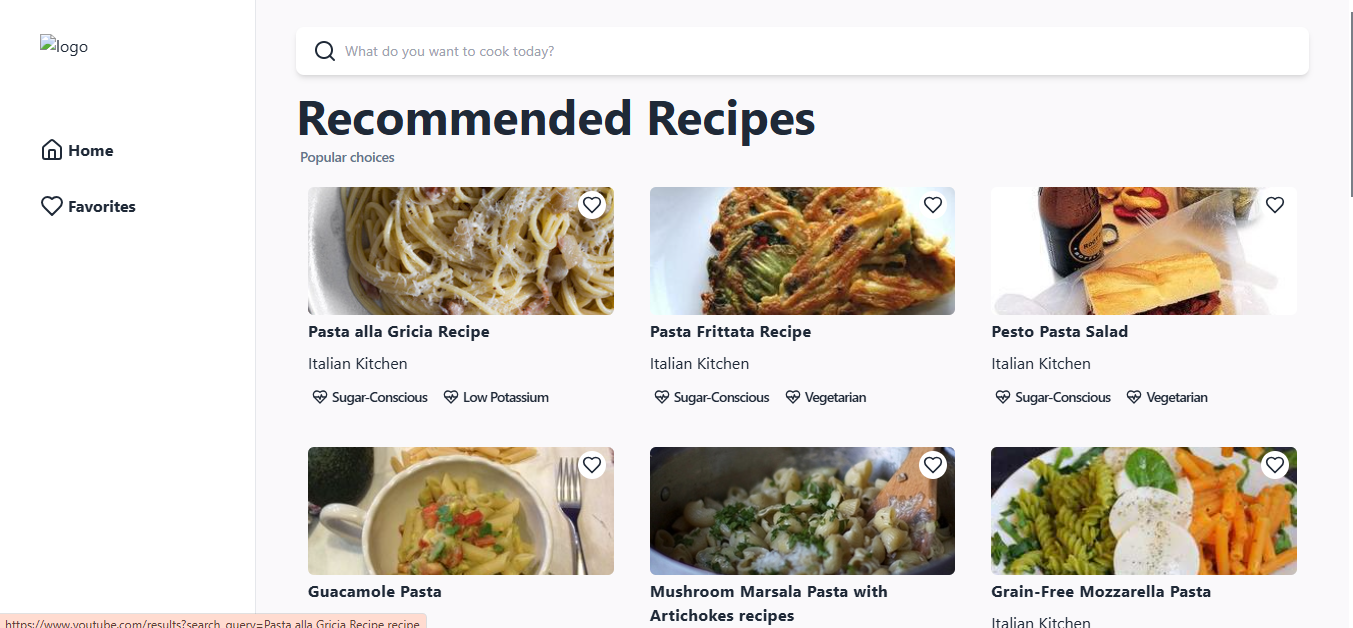 logo
What do you want to cook today?
Recommended Recipes
Popular choices
Home
Favorites
Pasta alla Gricia Recipe
Italian Kitchen
Sugar-Conscious Low Potassium
Pasta Frittata Recipe
Italian Kitchen
Sugar-Conscious Vegetarian
Pesto Pasta Salad
Italian Kitchen
Sugar-Conscious Vegetarian
Guacamole Pasta
Mushroom Marsala Pasta with
Artichokes recipes
Grain-Free Mozzarella Pasta
Italian Kitchen
https://www.youtube.com/results?search_query=Pasta alla Gricia Recipe recipe